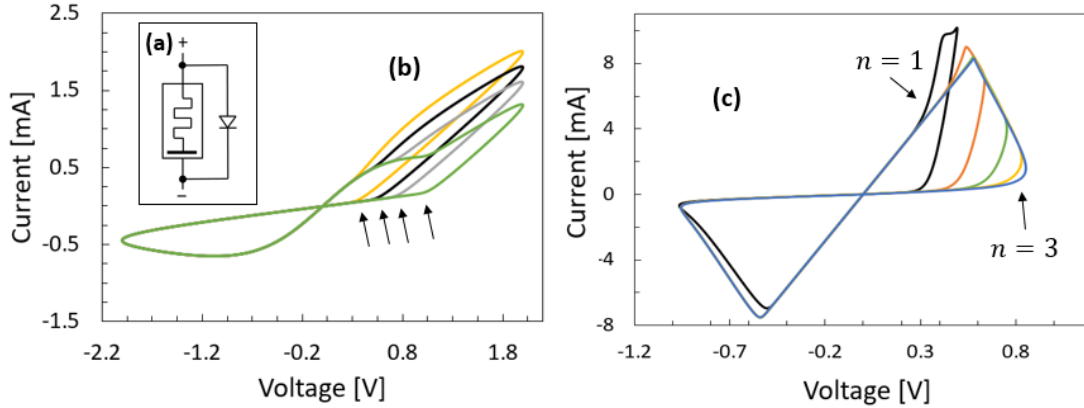 2.5
1.5
0.5
-0.5
-1.5
-2.2
-1.2
-0.2
0.8
1.8
Current [mA]
Voltage [V]
(a)
+
−
(b)
8
4
0
-4
-8
-1.2
-0.7
-0.2
0.3
0.8
Current [mA]
Voltage [V]
(c)
n = 1
n = 3